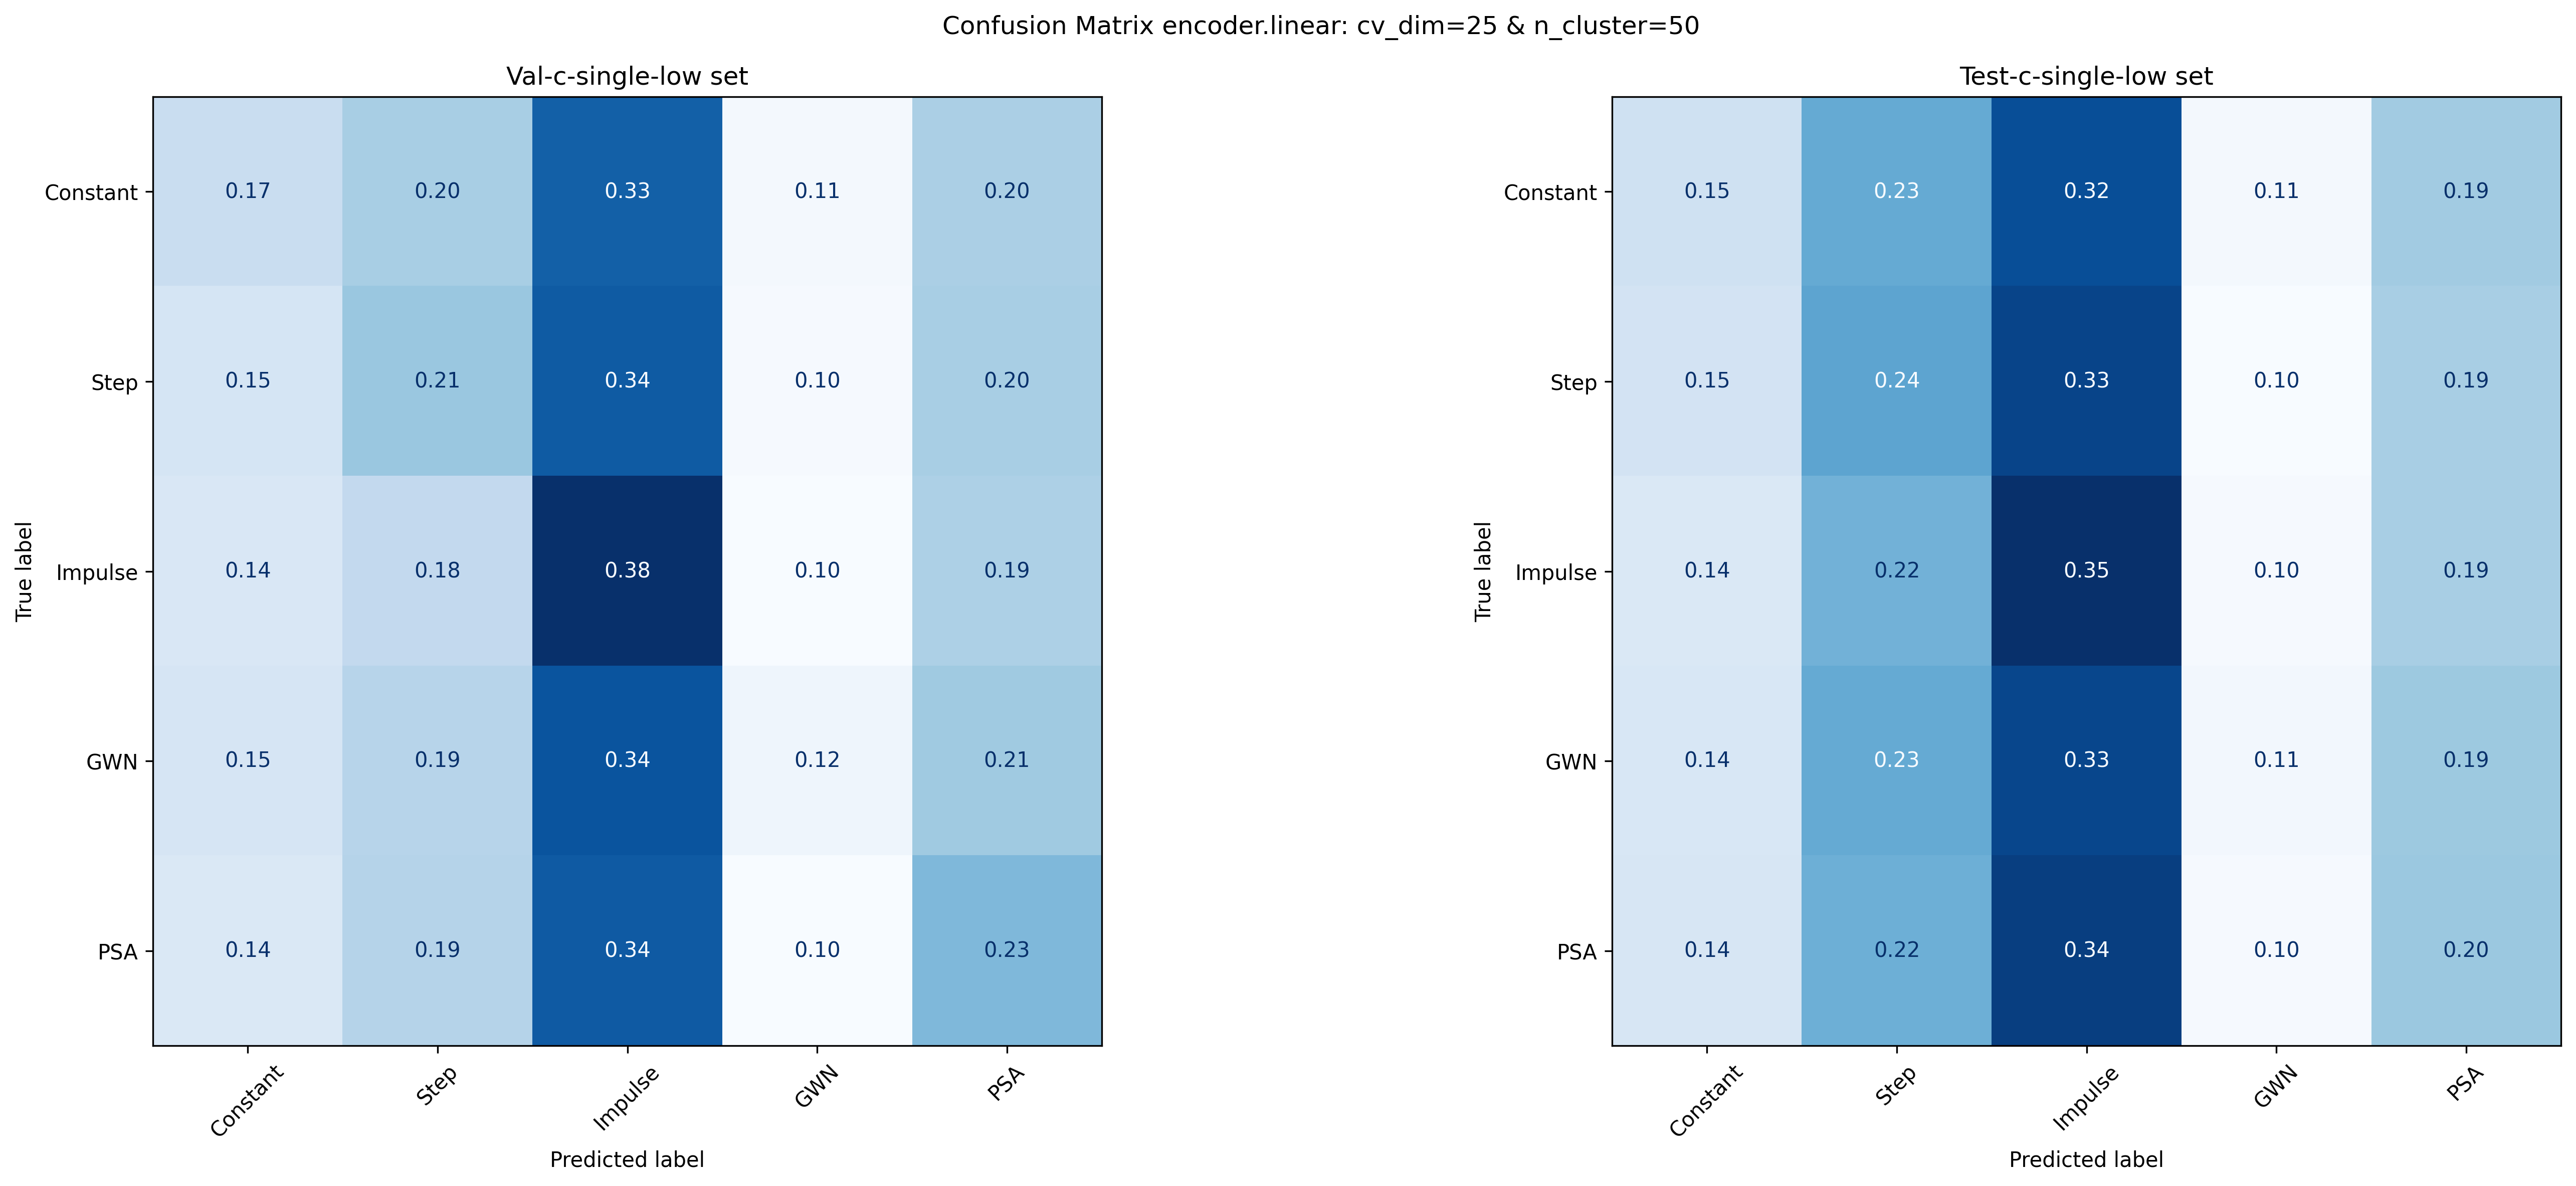 Confusion Matrix encoder.linear: cv_dim=25 & n_cluster=50
Val-c-single-low set
True label
Constant 0.17 0.20 0.33 0.11 0.20
Step 0.15 0.21 0.34 0.10 0.20
Impulse 0.14 0.18 0.38 0.10 0.19
GWN 0.15 0.19 0.34 0.12 0.21
PSA 0.14 0.19 0.34 0.10 0.23
Constant Step Impulse GWN PSA
Predicted label
Test-c-single-low set
True label
Constant 0.15 0.23 0.32 0.11 0.19
Step 0.15 0.24 0.33 0.10 0.19
Impulse 0.14 0.22 0.35 0.10 0.19
GWN 0.14 0.23 0.33 0.11 0.19
PSA 0.14 0.22 0.34 0.10 0.20
Constant Step Impulse GWN PSA
Predicted label